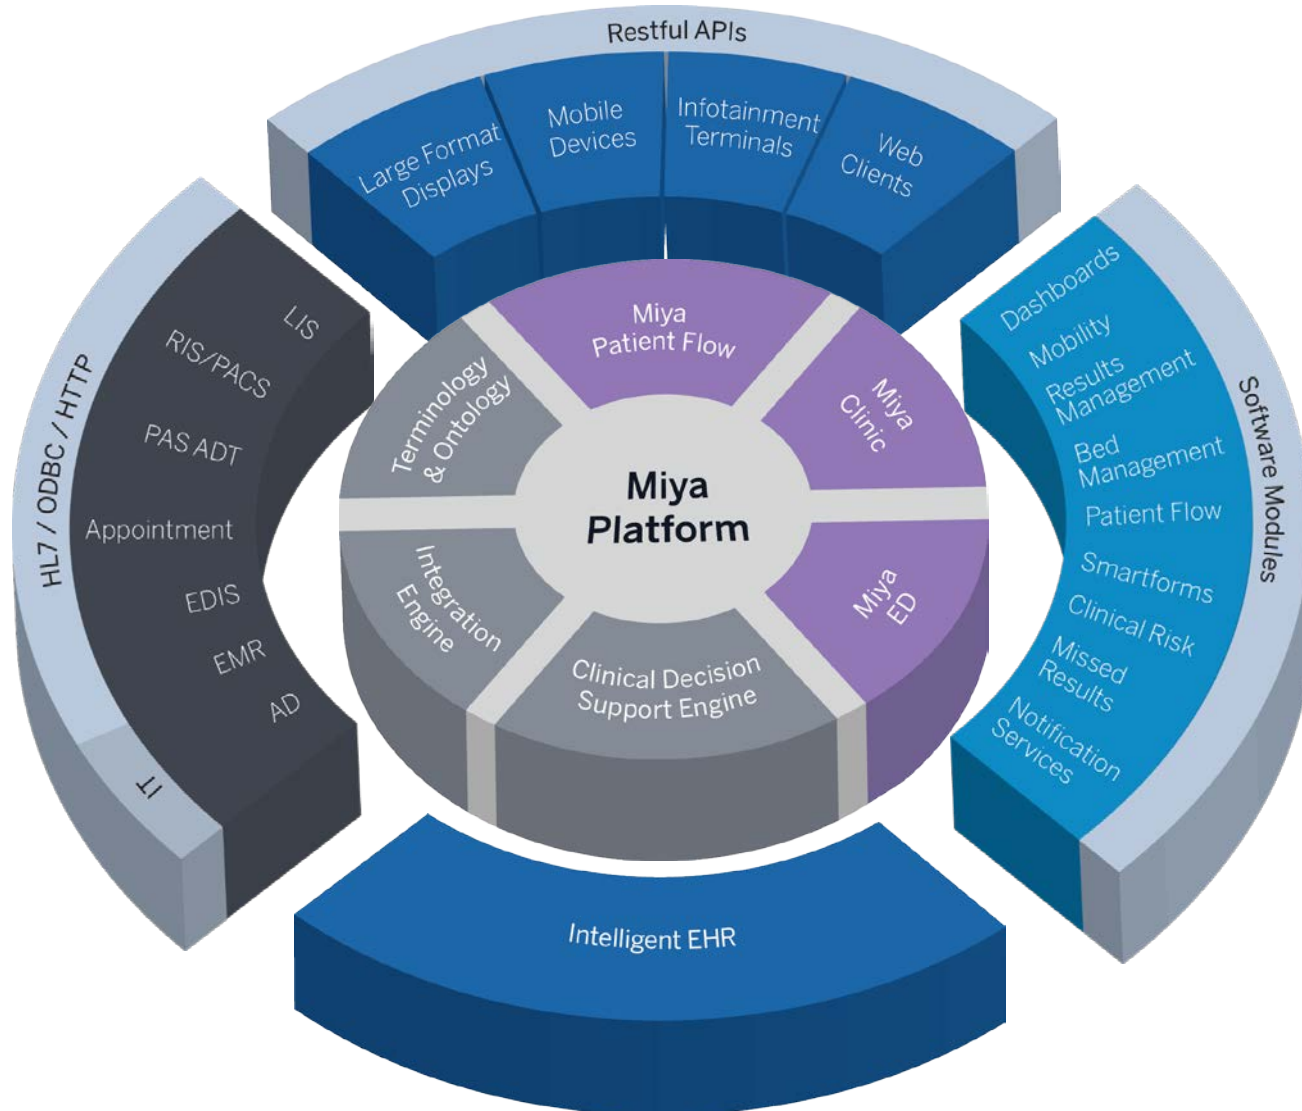 Restful APIs
Large Format
Displays
Mobile
Devices
Infotainment
Terminals
Web
Clients
HL7 / ODBC / HTTP
IT
LIS
RIS/PACS
PAS ADT
Appointment
EDIS
EMR
AD
Miya
Patient Flow
Miya
Clinic
Miya
ED
Clinical Decision
Support Engine
Integration
Engine
Terminology
& Ontology
Miya
Platform
Software Modules
Dashboards
Mobility
Results
Management
Bed
Management
Patient Flow
Smartforms
Clinical Risk
Missed
Results
Notification
Services
Intelligent EHR